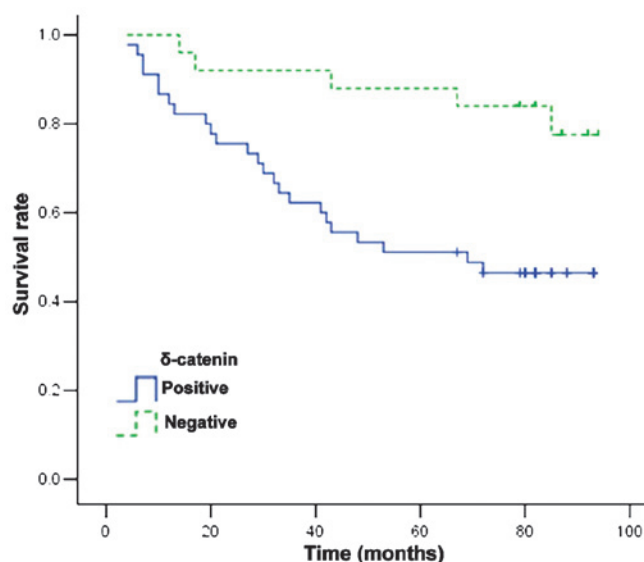 1.0
0.8
0.6
0.4
0.2
0.0
Survival rate
δ-catenin
Positive
Negative
0 20 40 60 80 100
Time (months)